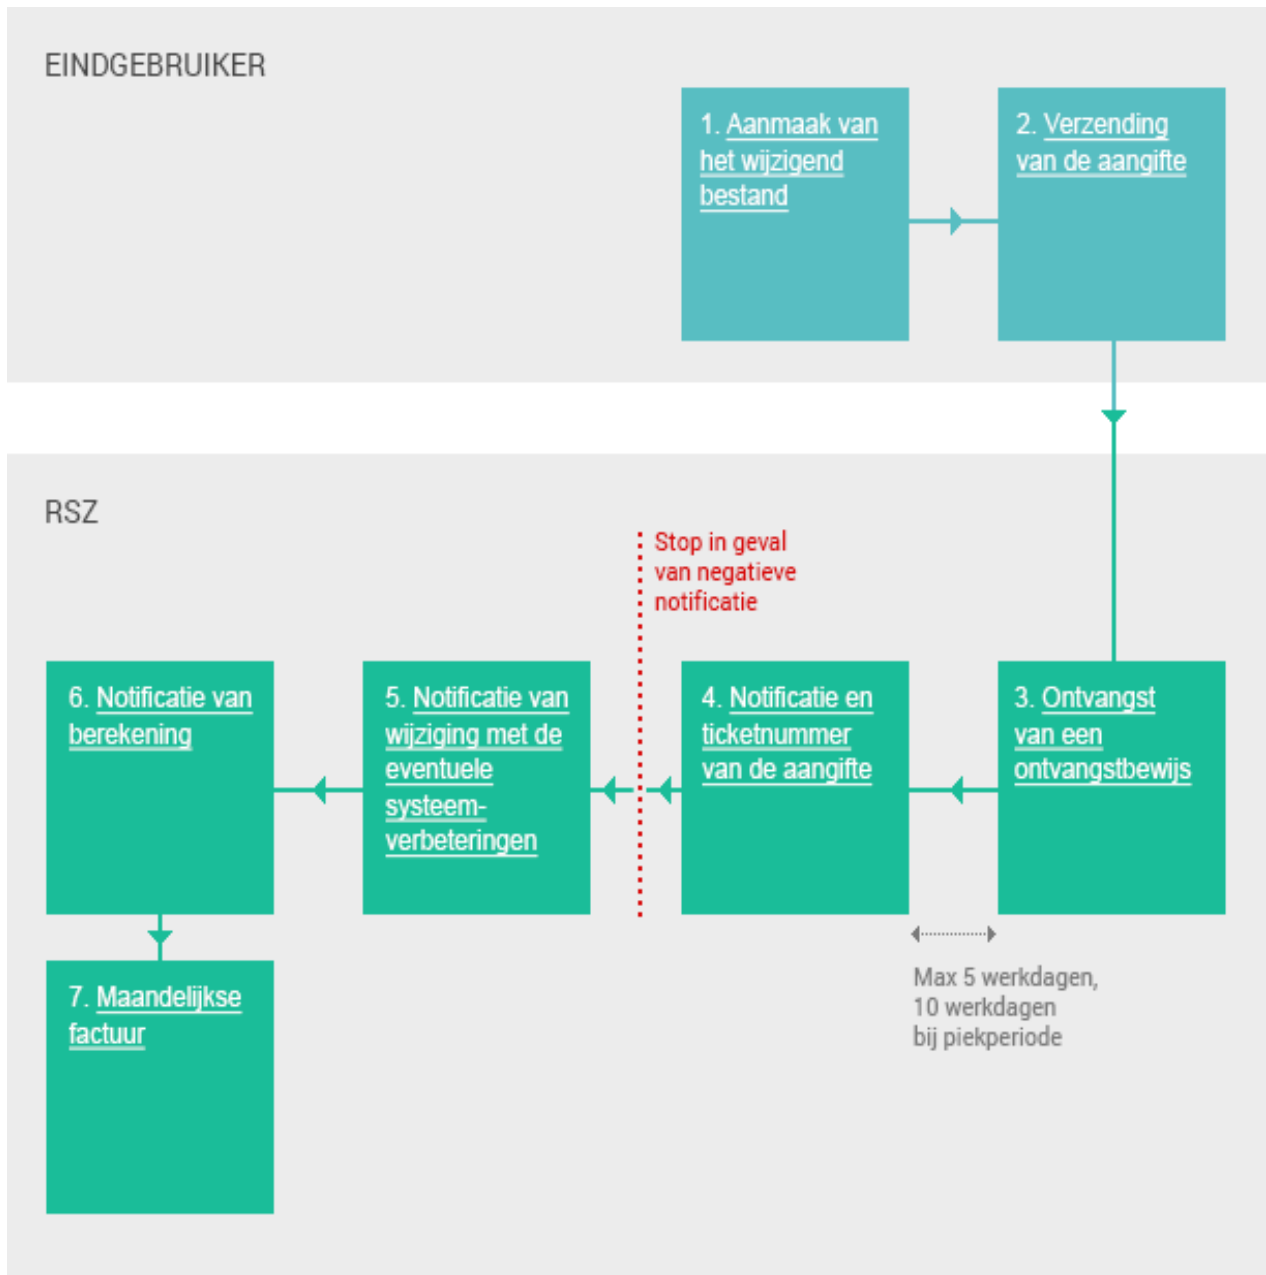 EINDGEBRUIKER
1. Aanmaak van
het wijzigend
bestand
2. Verzending
van de aangifte
RSZ
Stop in geval
van negatieve
notificatie
3. Ontvangst
van een
ontvangstbewijs
4. Notificatie en
ticketnummer
van de aangifte
5. Notificatie van
wijziging met de
eventuele
systeem-
verbeteringen
6. Notificatie van
berekening
7. Maandelijkse
factuur
Max 5 werkdagen,
10 werkdagen
bij piekperiode